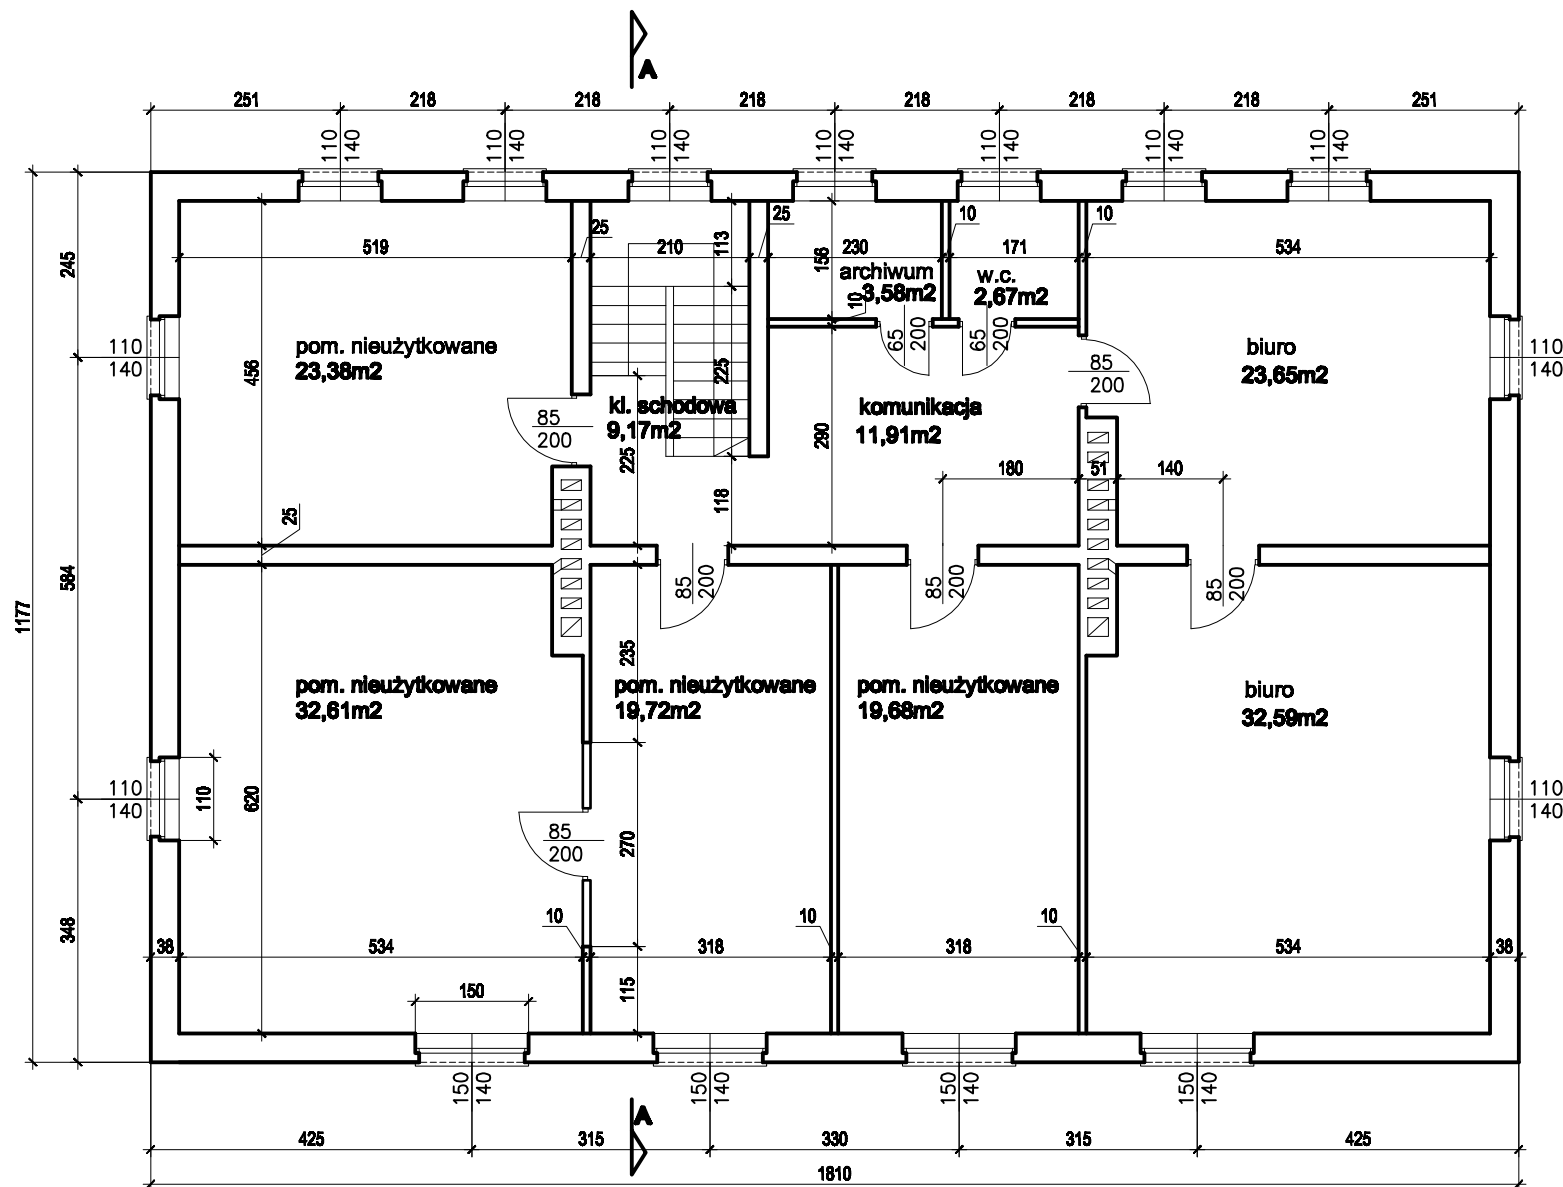 A
251 218 218 218 218 218 218 251
110 140 110 140 110 140 110 140 110 140 110 140 110 140
519 25 210 113 25 156 230 10 171 10 534
245
archiwum
3,58m2
w.c.
2,67m2
10
65 200 65 200
110
140
pom. nieużytkowane
23,38m2
456
225
85
200
biuro
23,65m2
110
140
kl. schodowa
9,17m2
komunikacja
11,91m2
85
200
225
290
118
180 51 140
25
584
1177
85 200 85 200 85 200
235
pom. nieużytkowane
32,61m2
pom. nieużytkowane
19,72m2
pom. nieużytkowane
19,68m2
biuro
32,59m2
110
140
110
620
270
85
200
110
140
348
10 10 10
38 534 318 318 534 38
150
115
150 140 150 140 150 140 150 140
A
425 315 330 315 425
1810